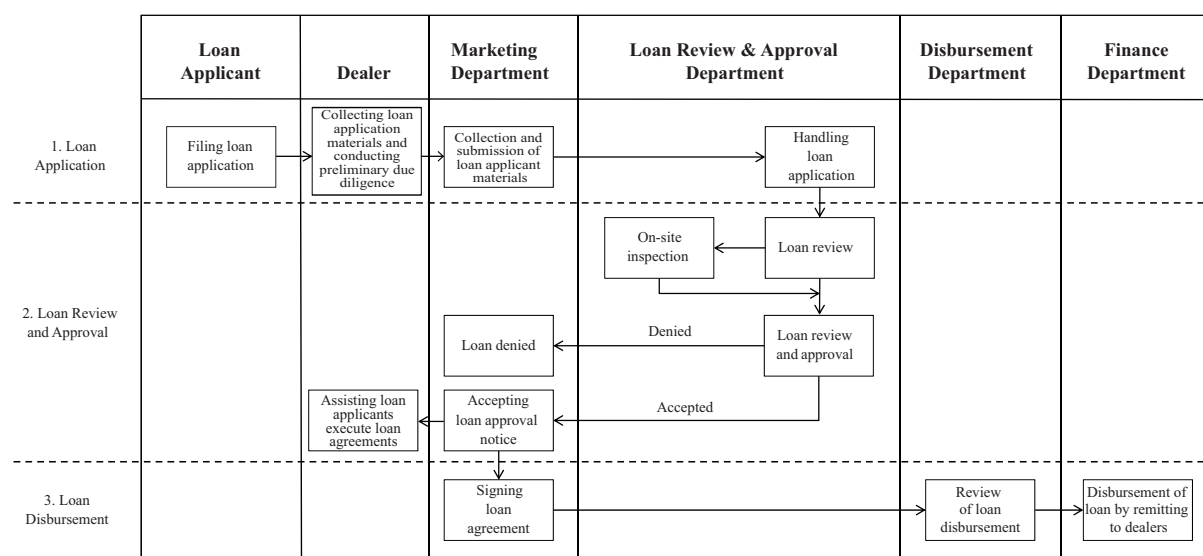 Loan
Applicant
Dealer
Marketing
Department
Loan Review & Approval
Department
Disbursement
Department
Finance
Department
1. Loan
Application
Filing loan
application
Collecting loan
application
materials and
conducting
preliminary due
diligence
Collection and
submission of
loan applicant
materials
Handling
loan
application
2. Loan Review
and Approval
On-site
inspection
Loan review
Loan denied
Denied
Loan review
and approval
Assisting loan
applicants
execute loan
agreements
Accepting
loan approval
notice
Accepted
3. Loan
Disbursement
Signing
loan
agreement
Review
of loan
disbursement
Disbursement of
loan by remitting
to dealers